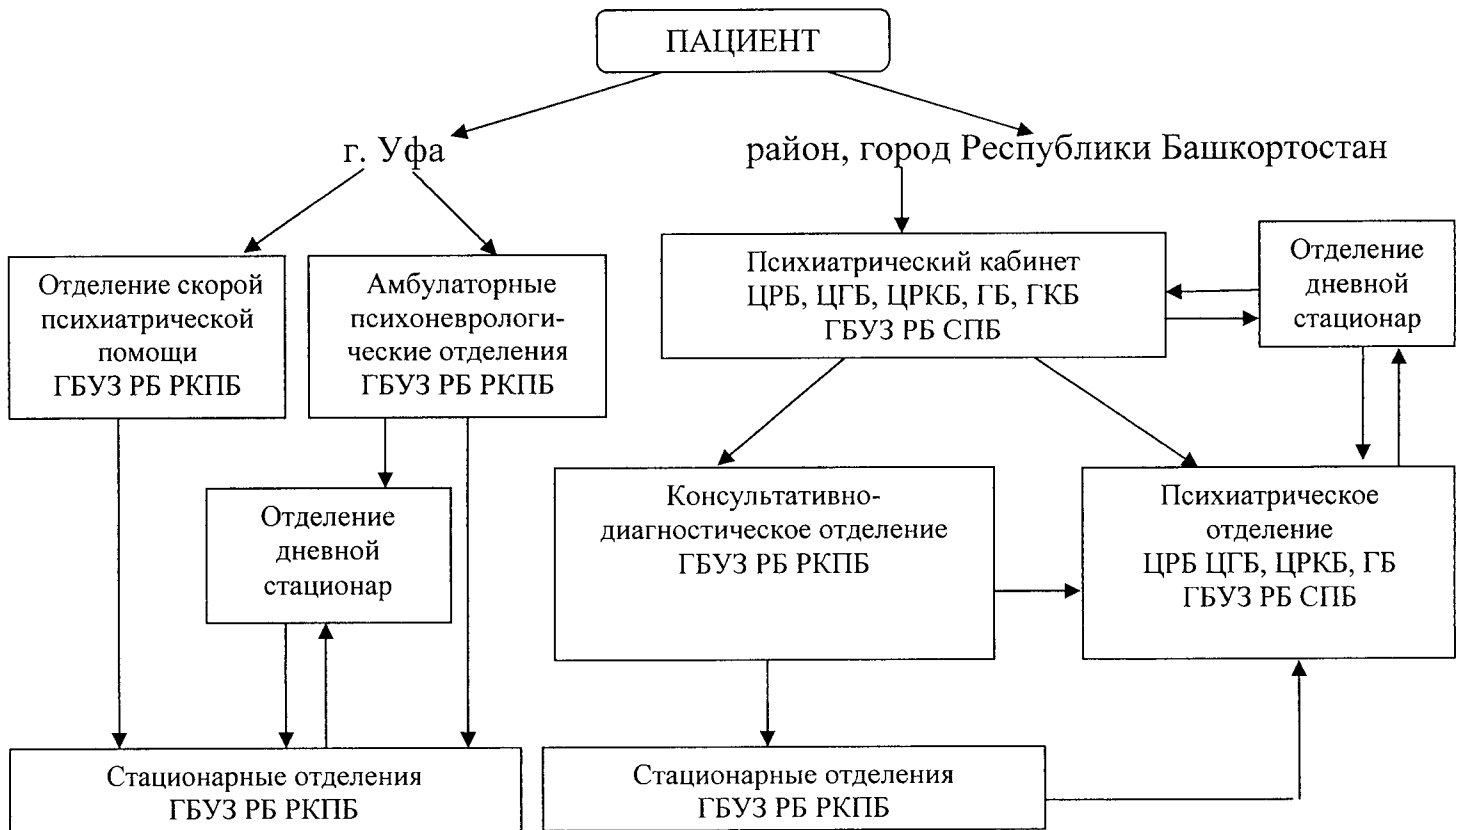 ПАЦИЕНТ
г. Уфа
район, город Республики Башкортостан
Отделение скорой
психиатрической
помощи
ГБУЗ РБ РКПБ
Амбулаторные
психоневрологи-
ческие отделения
ГБУЗ РБ РКПБ
Психиатрический кабинет
ЦРБ, ЦГБ, ЦРКБ, ГБ, ГКБ
ГБУЗ РБ СПБ
Отделение
дневной
стационар
Отделение
дневной
стационар
Консультативно-
диагностическое отделение
ГБУЗ РБ РКПБ
Психиатрическое
отделение
ЦРБ ЦГБ, ЦРКБ, ГБ
ГБУЗ РБ СПБ
Стационарные отделения
ГБУЗ РБ РКПБ
Стационарные отделения
ГБУЗ РБ РКПБ